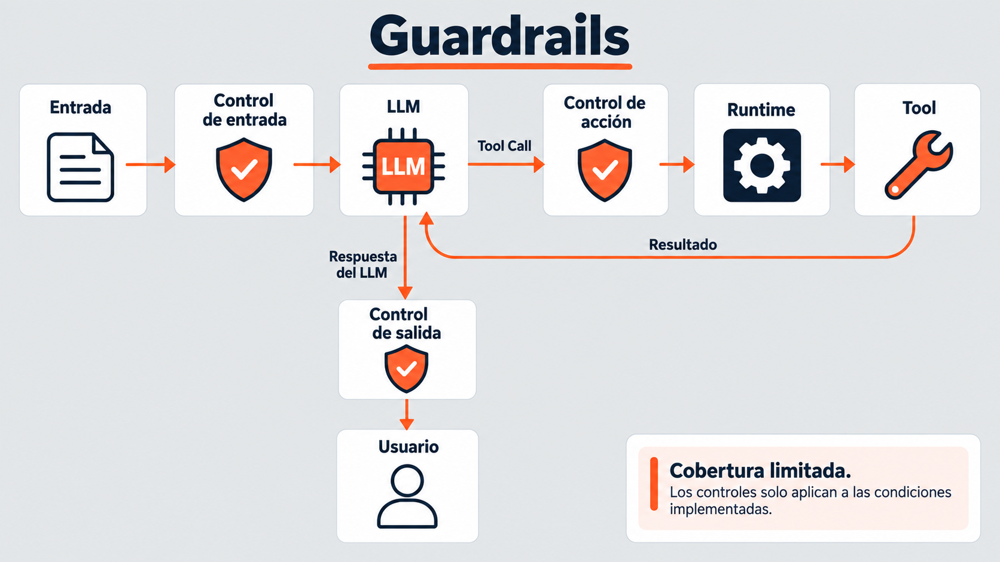 Guardrails
Entrada
Control
de entrada
LLM
LLM
Tool Call
Control de
acción
Runtime
Tool
Resultado
Respuesta
del LLM
Control
de salida
Usuario
Cobertura limitada.
Los controles solo aplican a las condiciones
implementadas.